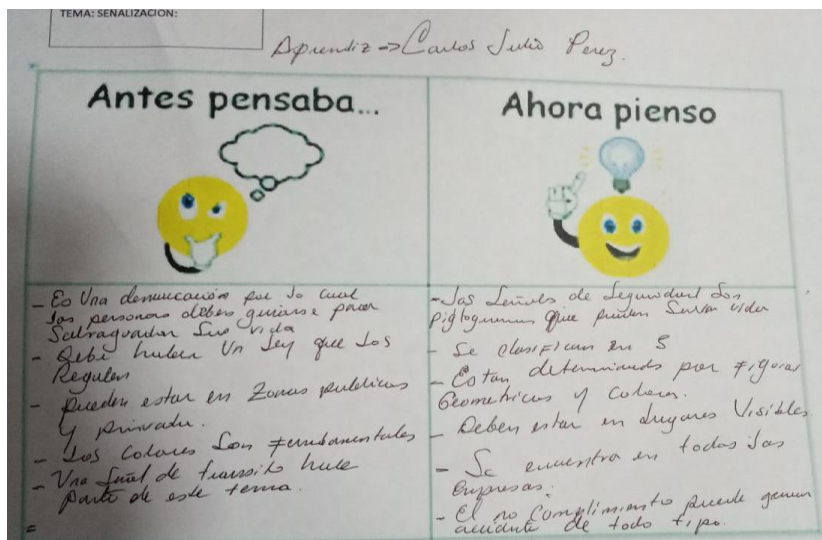 TEMA: SEÑALIZACION:
Aprendiz -> Carlos Julio Perez.
Antes pensaba...
- Es Una demarcación por lo cual
las personas deben guiarse para
Salvaguardar Sus vida
- Debe haber Un ley que los
Regulen
- pueden estar en Zonas publicas
y privadas.
- Los Colores Son fundamentales
- Una Señal de transito hace
parte de este tema.
=
Ahora pienso
- Las Señales de Seguridad Son
que pueden Salvar vidas
- Se clasifican en 5
- Estan determinados por figuras
Geometricas y Colores.
- Deben estar en Lugares Visibles.
- Se encuentra en todas las
empresas.
- El no Cumplimiento puede generar
accidente de todo tipo.